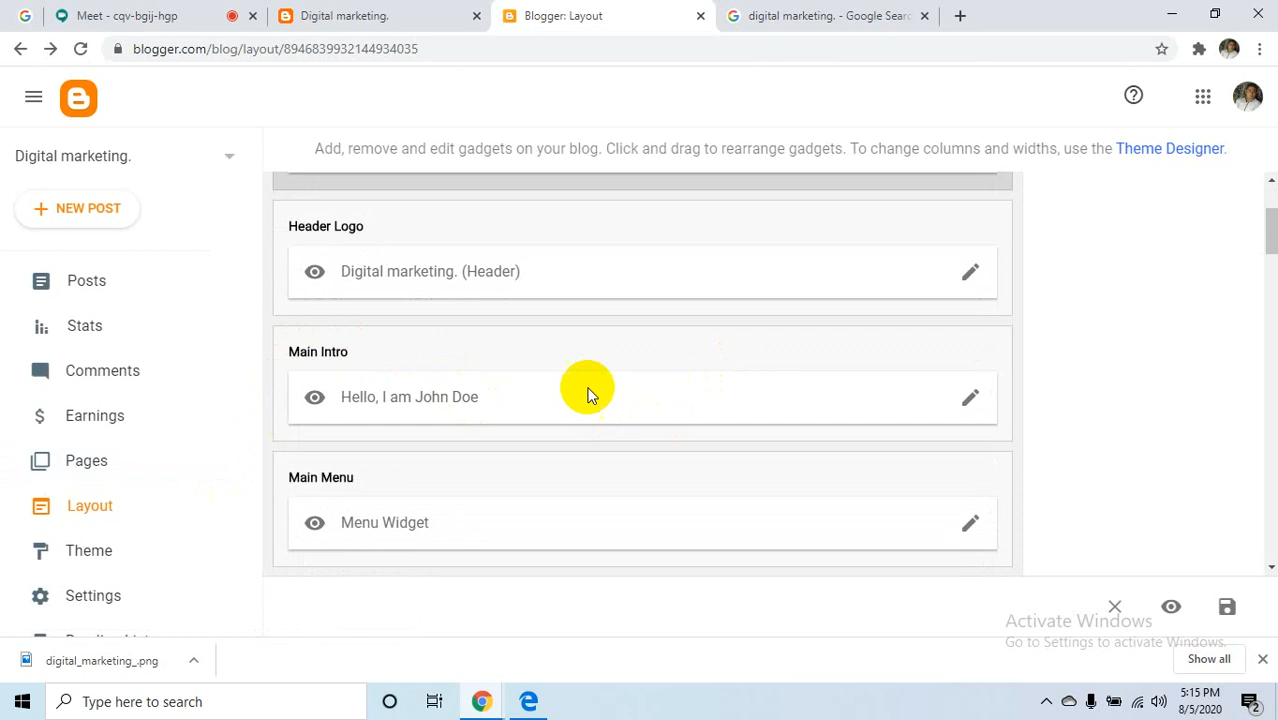 Meet - cqv-bgij-hgp
Digital marketing.
Blogger: Layout
digital marketing. - Google Searc
blogger.com/blog/layout/8946839932144934035
Digital marketing.
NEW POST
Posts
Stats
Comments
Earnings
Pages
Layout
Theme
Settings
Add, remove and edit gadgets on your blog. Click and drag to rearrange gadgets. To change columns and widths, use the Theme Designer.
Header Logo
Digital marketing. (Header)
Main Intro
Hello, I am John Doe
Main Menu
Menu Widget
Activate Windows
Go to Settings to activate Windows.
digital_marketing_.png
Show all
Type here to search
5:15 PM
8/5/2020
2